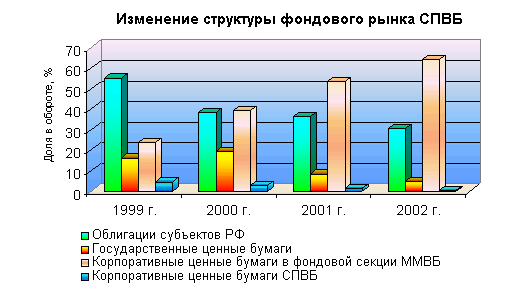 Изменение структуры фондового рынка СПВБ
Доля в обороте, %
70
60
50
40
30
20
10
0
1999 г. 2000 г. 2001 г. 2002 г.
Облигации субъектов РФ
Государственные ценные бумаги
Корпоративные ценные бумаги в фондовой секции ММВБ
Корпоративные ценные бумаги СПВБ